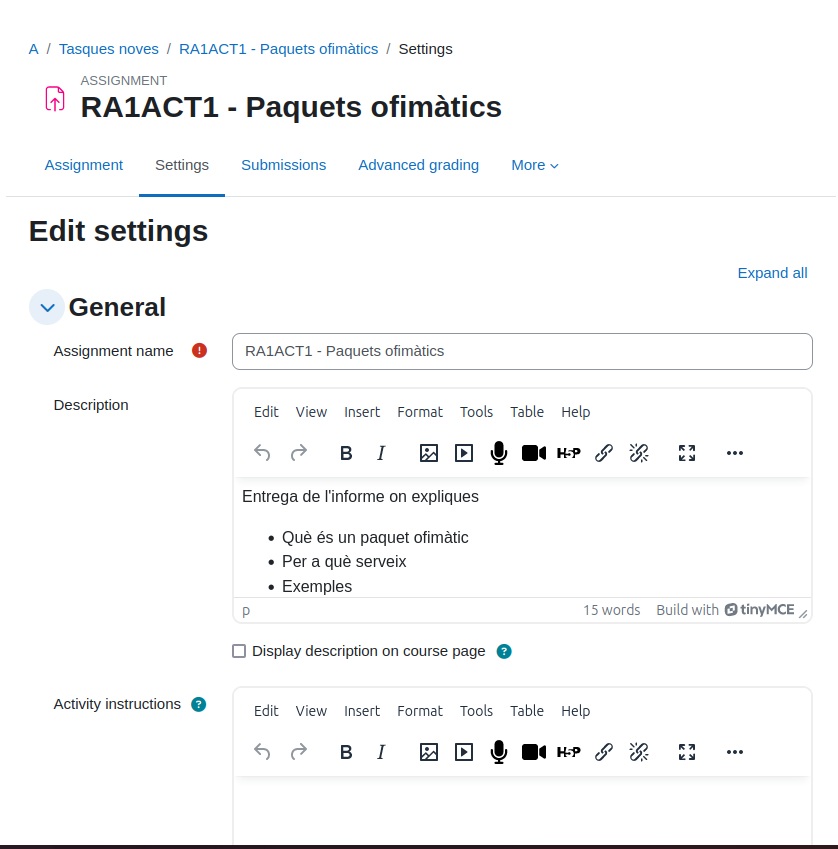 A / Tasques noves / RA1ACT1 - Paquets ofimàtics / Settings
ASSIGNMENT
RA1ACT1 - Paquets ofimàtics
Assignment Settings Submissions Advanced grading More
Edit settings
Expand all
General
Assignment name
RA1ACT1 - Paquets ofimàtics
Description
Edit View Insert Format Tools Table Help
B I H-P
Entrega de l'informe on expliques
• Què és un paquet ofimàtic
• Per a què serveix
• Exemples
p 15 words Build with tinyMCE
Display description on course page ?
Activity instructions ?
Edit View Insert Format Tools Table Help
B I H-P